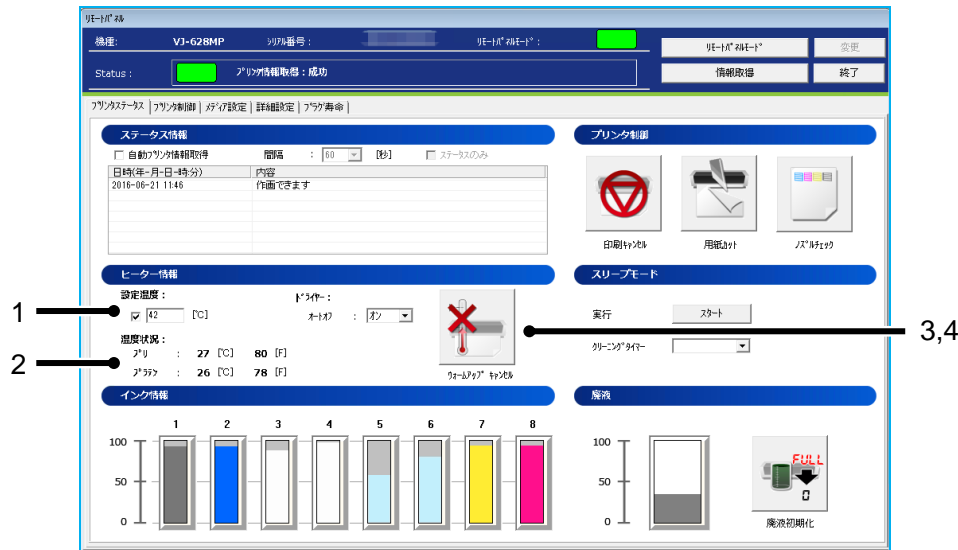 リモートパネル
機種: VJ-628MP シリアル番号: リモートパネルモード:
リモートパネルモード 変更
Status: プリンタ情報取得:成功
情報取得 終了
プリンタステータス プリンタ制御 メディア設定 詳細設定 プラグ寿命
ステータス情報
プリンタ制御
自動プリンタ情報取得 間隔 : 60 [秒] ステータスのみ
日時(年-月-日-時:分) 内容
2016-06-21 11:46 作画できます
印刷キャンセル 用紙カット ノズルチェック
ヒーター情報
スリープモード
設定温度:
ドライヤー:
1
42 [℃]
オートオフ : オン
実行 スタート
3,4
温度状況:
クリーニングタイマー
プリ : 27 [℃] 80 [F]
2
プラテン : 26 [℃] 78 [F]
ウォームアップ キャンセル
インク情報
廃液
1 2 3 4 5 6 7 8
100
50
0
100
50
0
FULL
0
廃液初期化